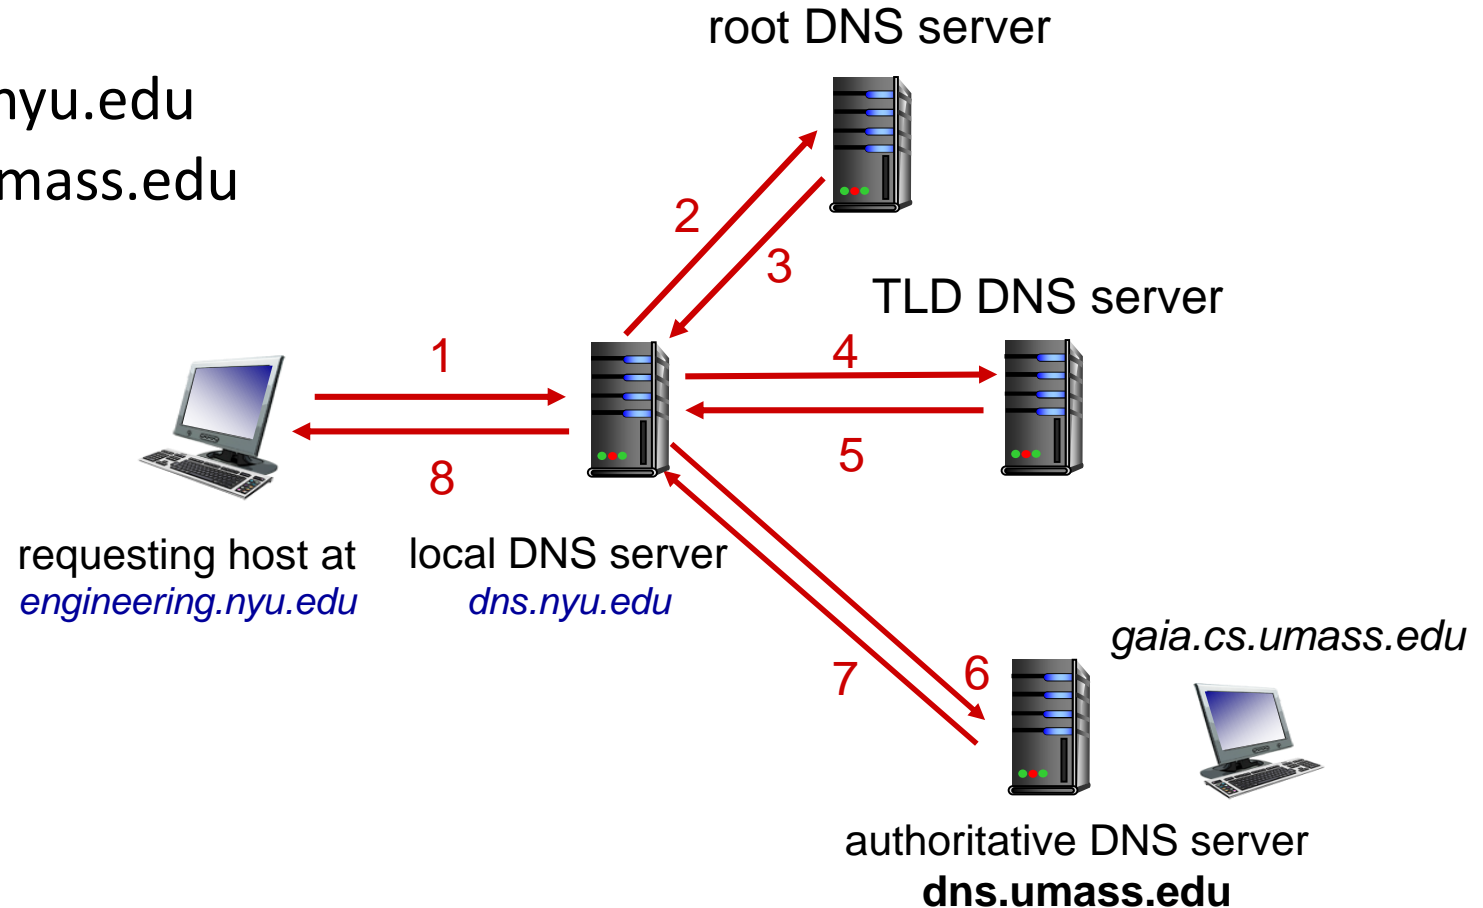 root DNS server
nyu.edu
mass.edu
2
3
TLD DNS server
1
4
5
8
requesting host at
engineering.nyu.edu
local DNS server
dns.nyu.edu
gaia.cs.umass.edu
6
7
authoritative DNS server
dns.umass.edu